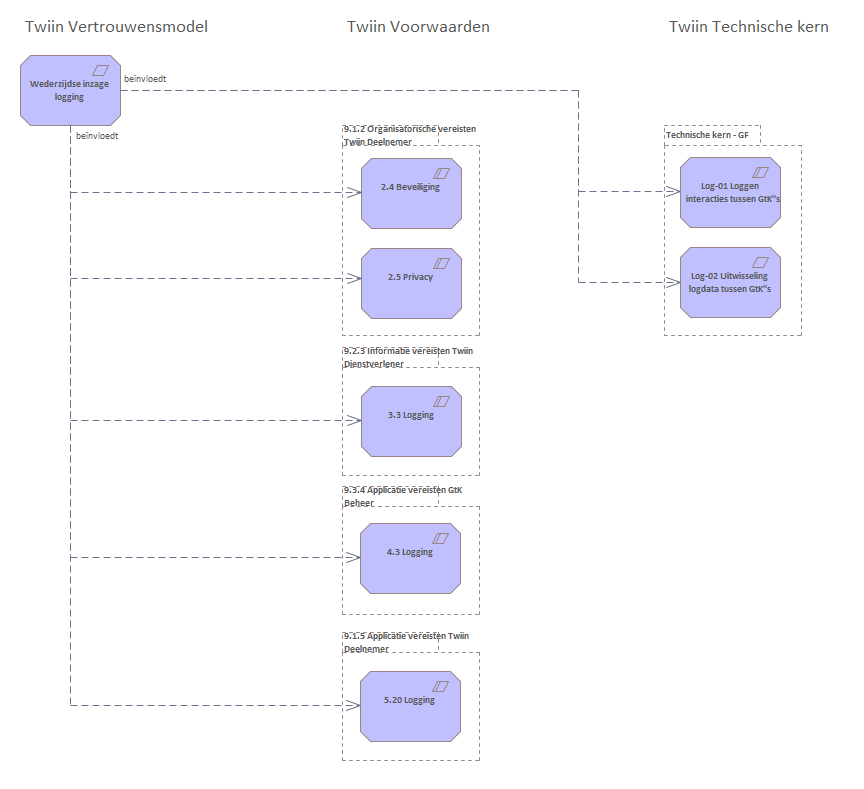 Twiin Vertrouwensmodel
Twiin Voorwaarden
Twiin Technische kern
Wederzijdse inzage
logging
beïnvloedt
beïnvloedt
9.1.2 Organisatorische vereisten
Twiin Deelnemer
2.4 Beveiliging
2.5 Privacy
9.2.3 Informatie vereisten Twiin
Dienstverlener
3.3 Logging
9.3.4 Applicatie vereisten GtK
Beheer
4.3 Logging
9.1.5 Applicatie vereisten Twiin
Deelnemer
5.20 Logging
Technische kern - GF
Log-01 Loggen
interacties tussen GtK"s
Log-02 Uitwisseling
logdata tussen GtK"s